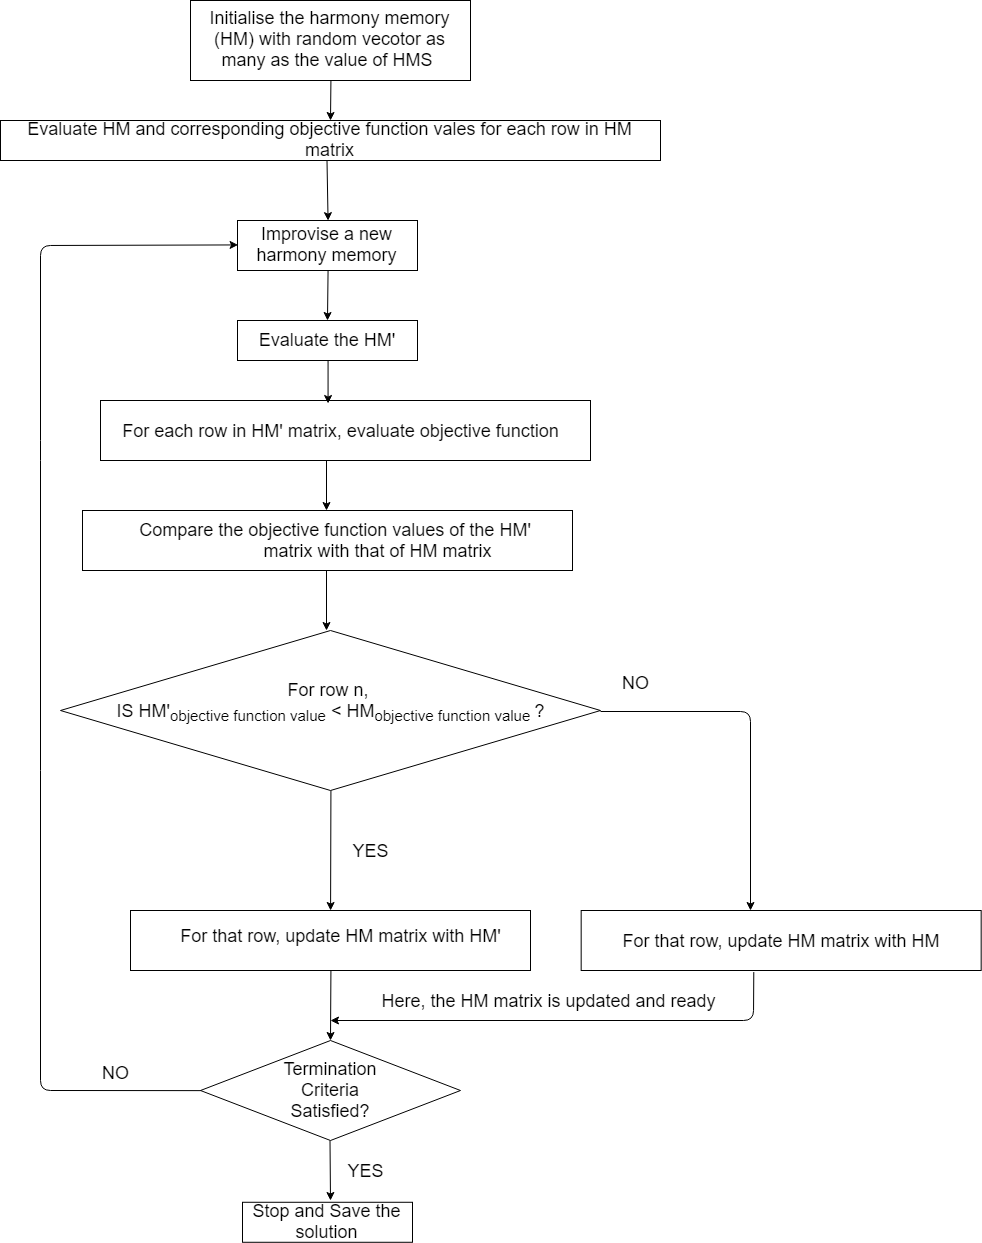 Initialise the harmony memory
(HM) with random vecotor as
many as the value of HMS
Evaluate HM and corresponding objective function vales for each row in HM
matrix
Improvise a new
harmony memory
Evaluate the HM'
For each row in HM' matrix, evaluate objective function
Compare the objective function values of the HM'
matrix with that of HM matrix
For row n,
IS HM'objective function value < HMobjective function value ?
NO
YES
For that row, update HM matrix with HM'
For that row, update HM matrix with HM
Here, the HM matrix is updated and ready
Termination
Criteria
Satisfied?
NO
YES
Stop and Save the
solution